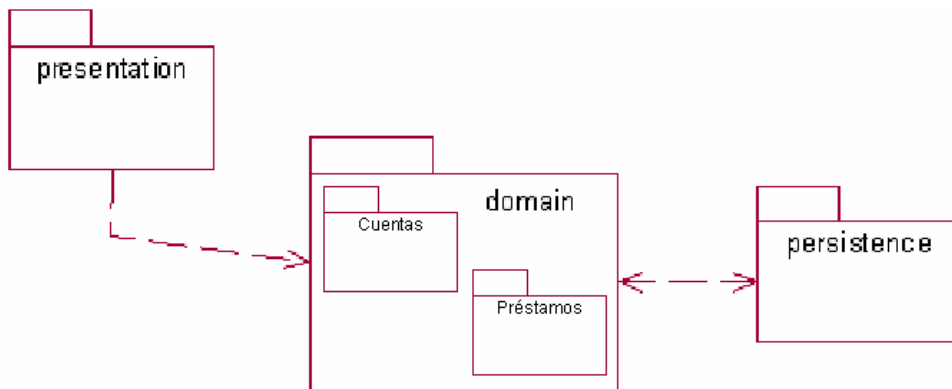 presentation
domain
Cuentas
persistence
Préstamos